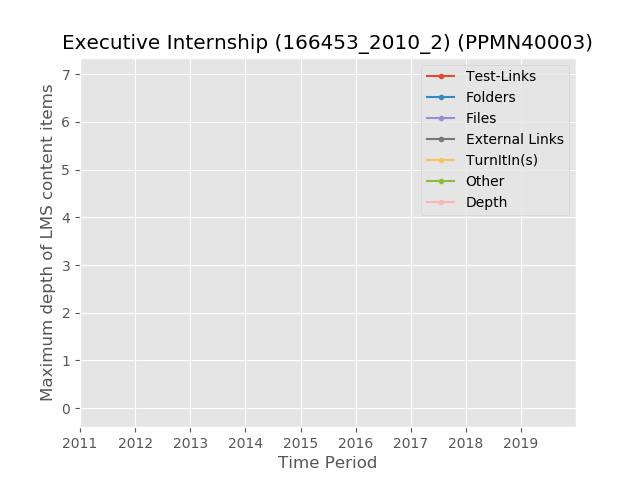 Executive Internship (166453_2010_2) (PPMN40003)
Maximum depth of LMS content items
7
6
5
4
3
2
1
0
Test-Links
Folders
Files
External Links
TurnItIn(s)
Other
Depth
2011 2012 2013 2014 2015 2016 2017 2018 2019
Time Period